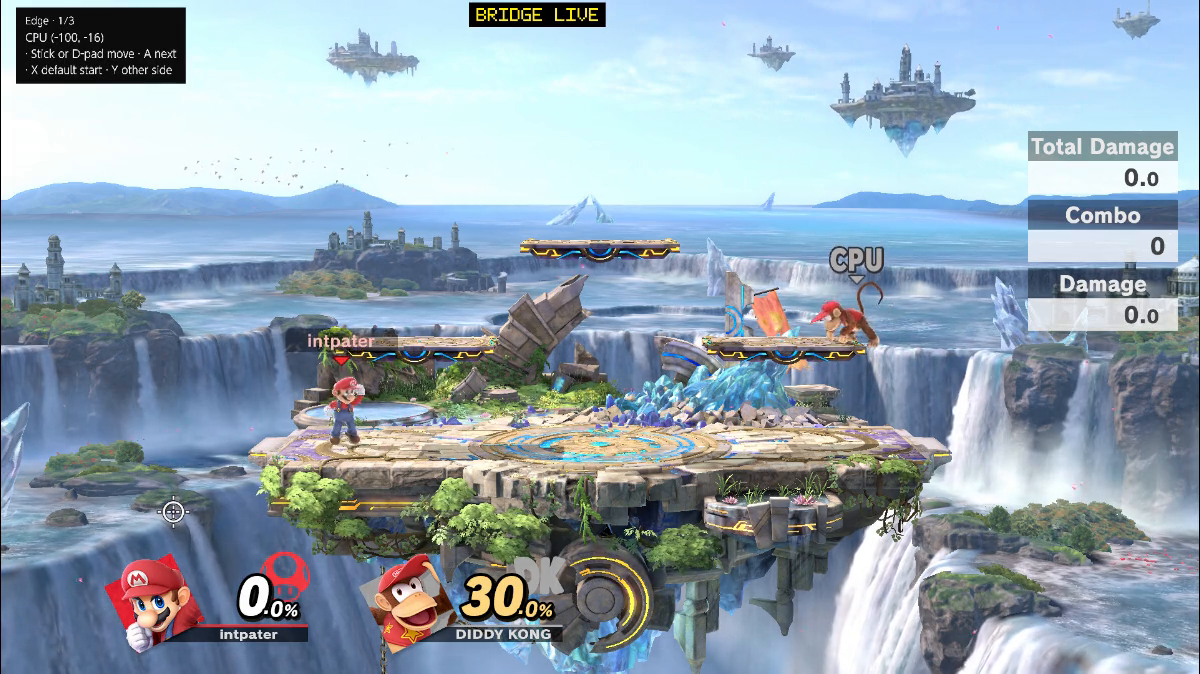 BRIDGE LIVE
Edge · 1/3
CPU (-100, -16)
· Stick or D-pad move · A next
· X default start · Y other side
Total Damage
0.0
Combo
0
Damage
0.0
CPU
intpater
M
0.0%
intpater
DK
30.0%
DIDDY KONG